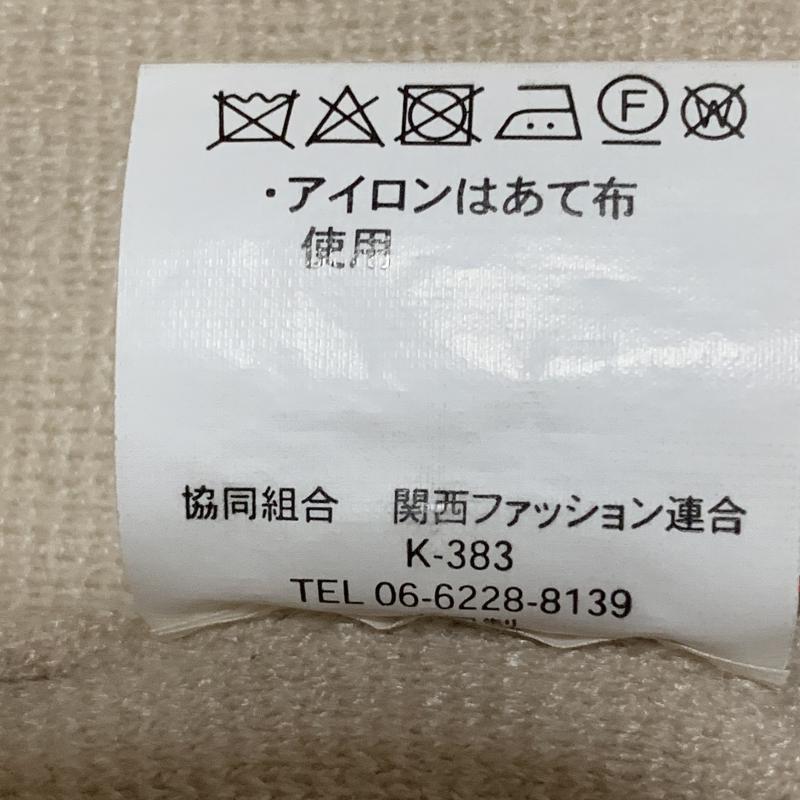 F W
・アイロンはあて布
使用
協同組合 関西ファッション連合
K-383
TEL 06-6228-8139